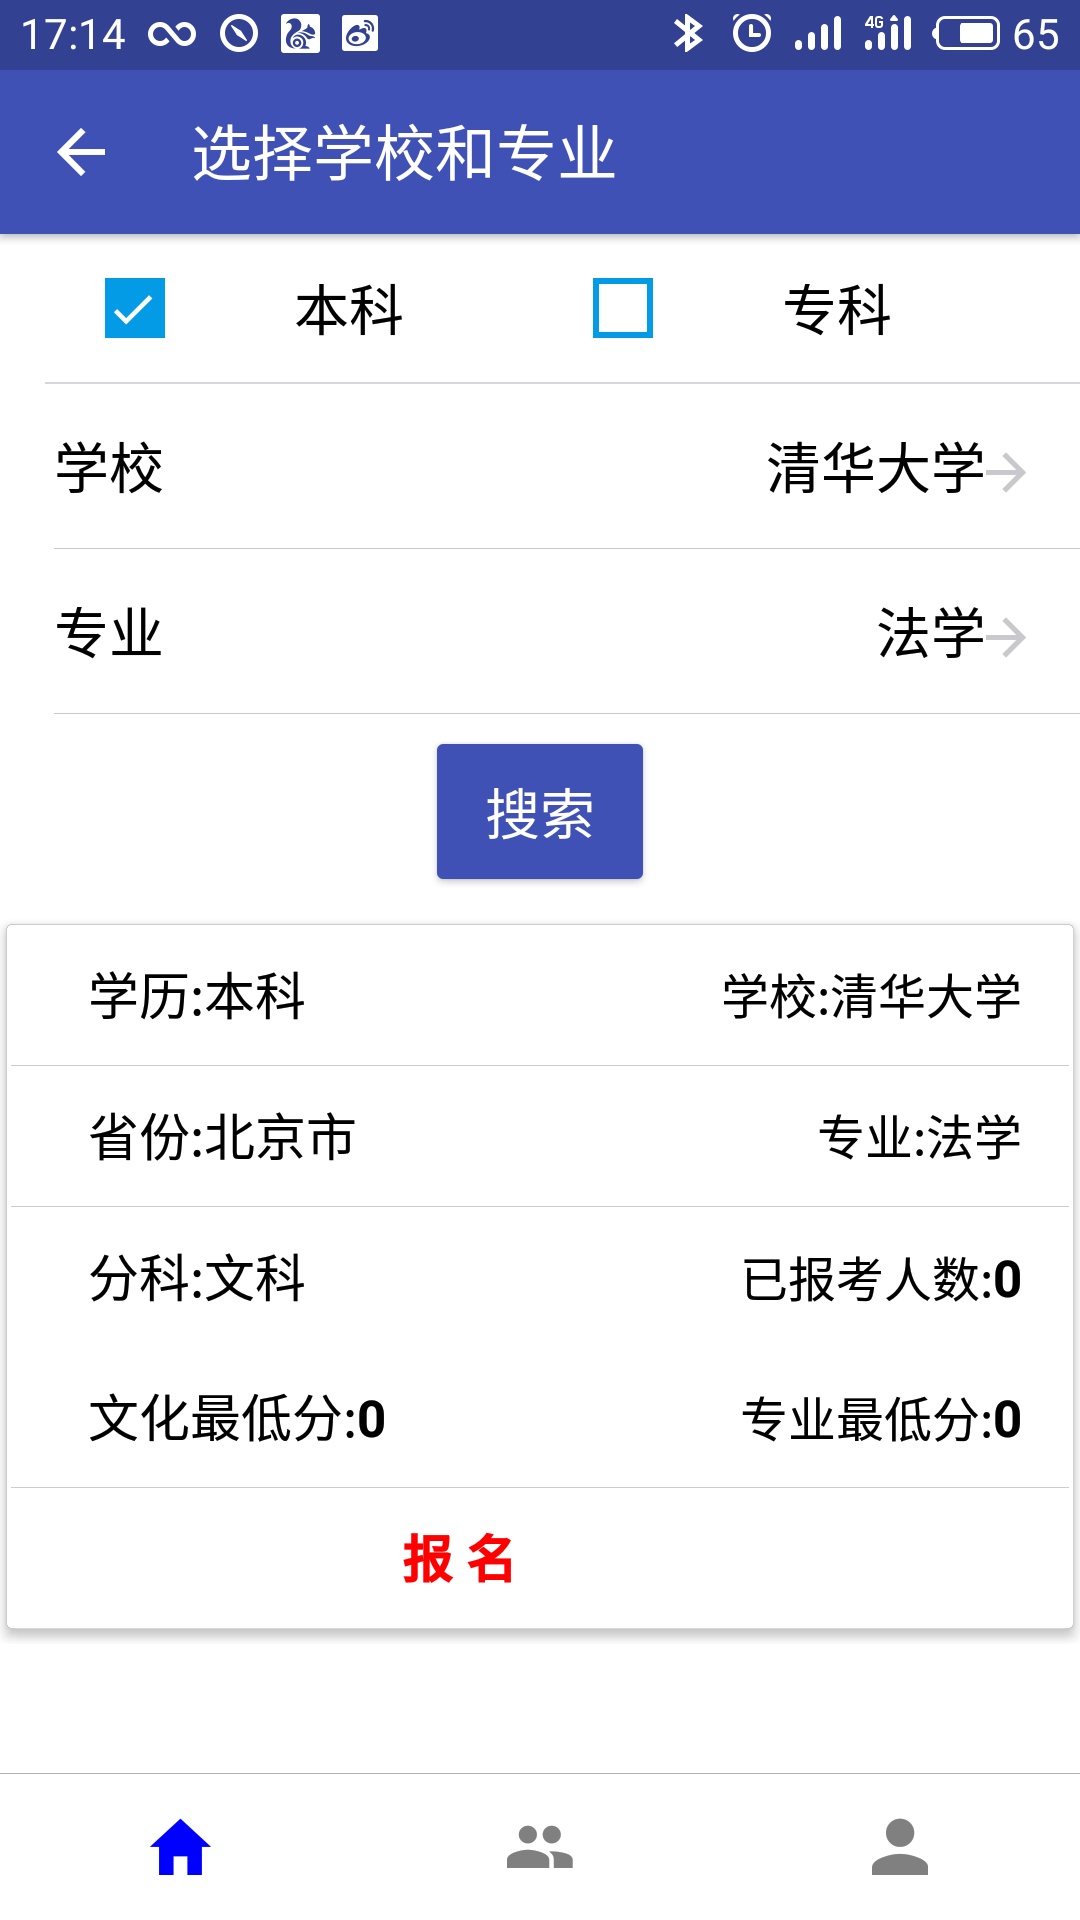 17:14 4G 65
选择学校和专业
本科 专科
学校 清华大学
专业 法学
搜索
学历:本科 学校:清华大学
省份:北京市 专业:法学
分科:文科 已报考人数:0
文化最低分:0 专业最低分:0
报 名